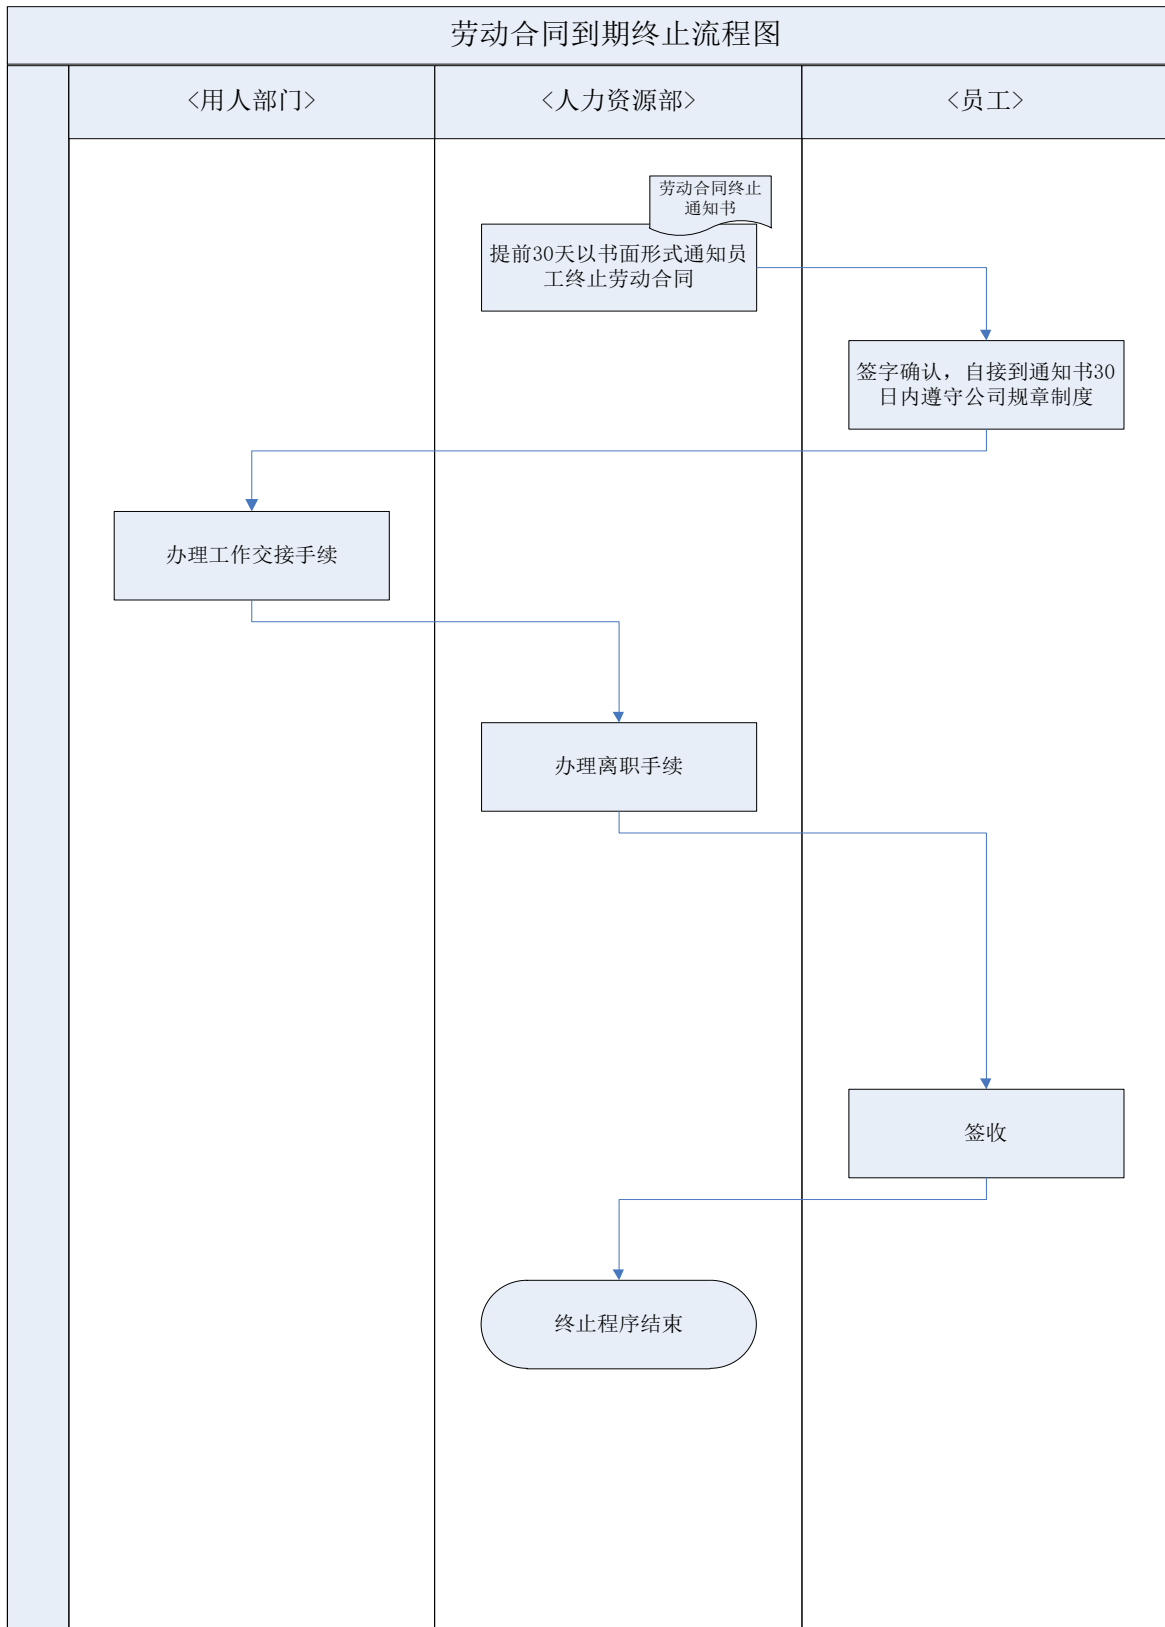 劳动合同到期终止流程图
<用人部门>
<人力资源部>
<员工>
劳动合同终止
通知书
提前30天以书面形式通知员
工终止劳动合同
签字确认，自接到通知书30
日内遵守公司规章制度
办理工作交接手续
办理离职手续
签收
终止程序结束